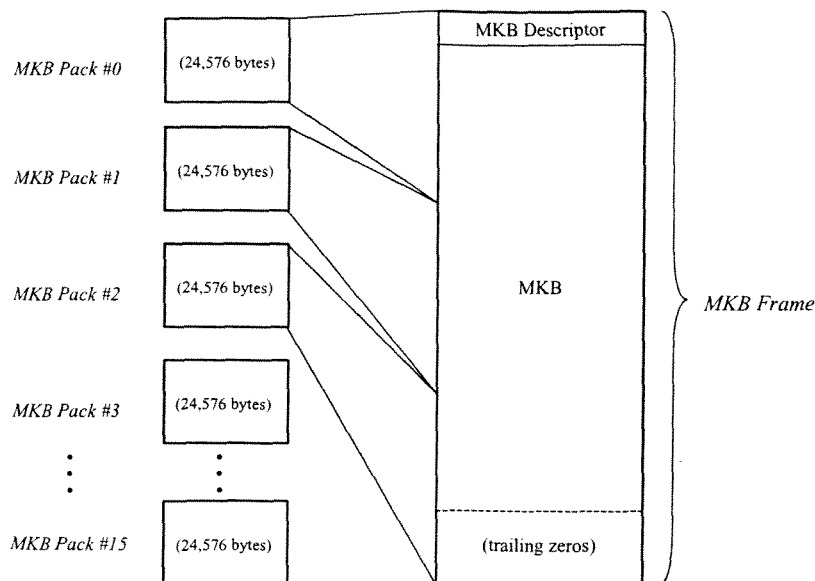 MKB Descriptor
MKB Pack #0
(24,576 bytes)
MKB Pack #1
(24,576 bytes)
MKB Pack #2
(24,576 bytes)
MKB
MKB Frame
MKB Pack #3
(24,576 bytes)
MKB Pack #15
(24,576 bytes)
(trailing zeros)